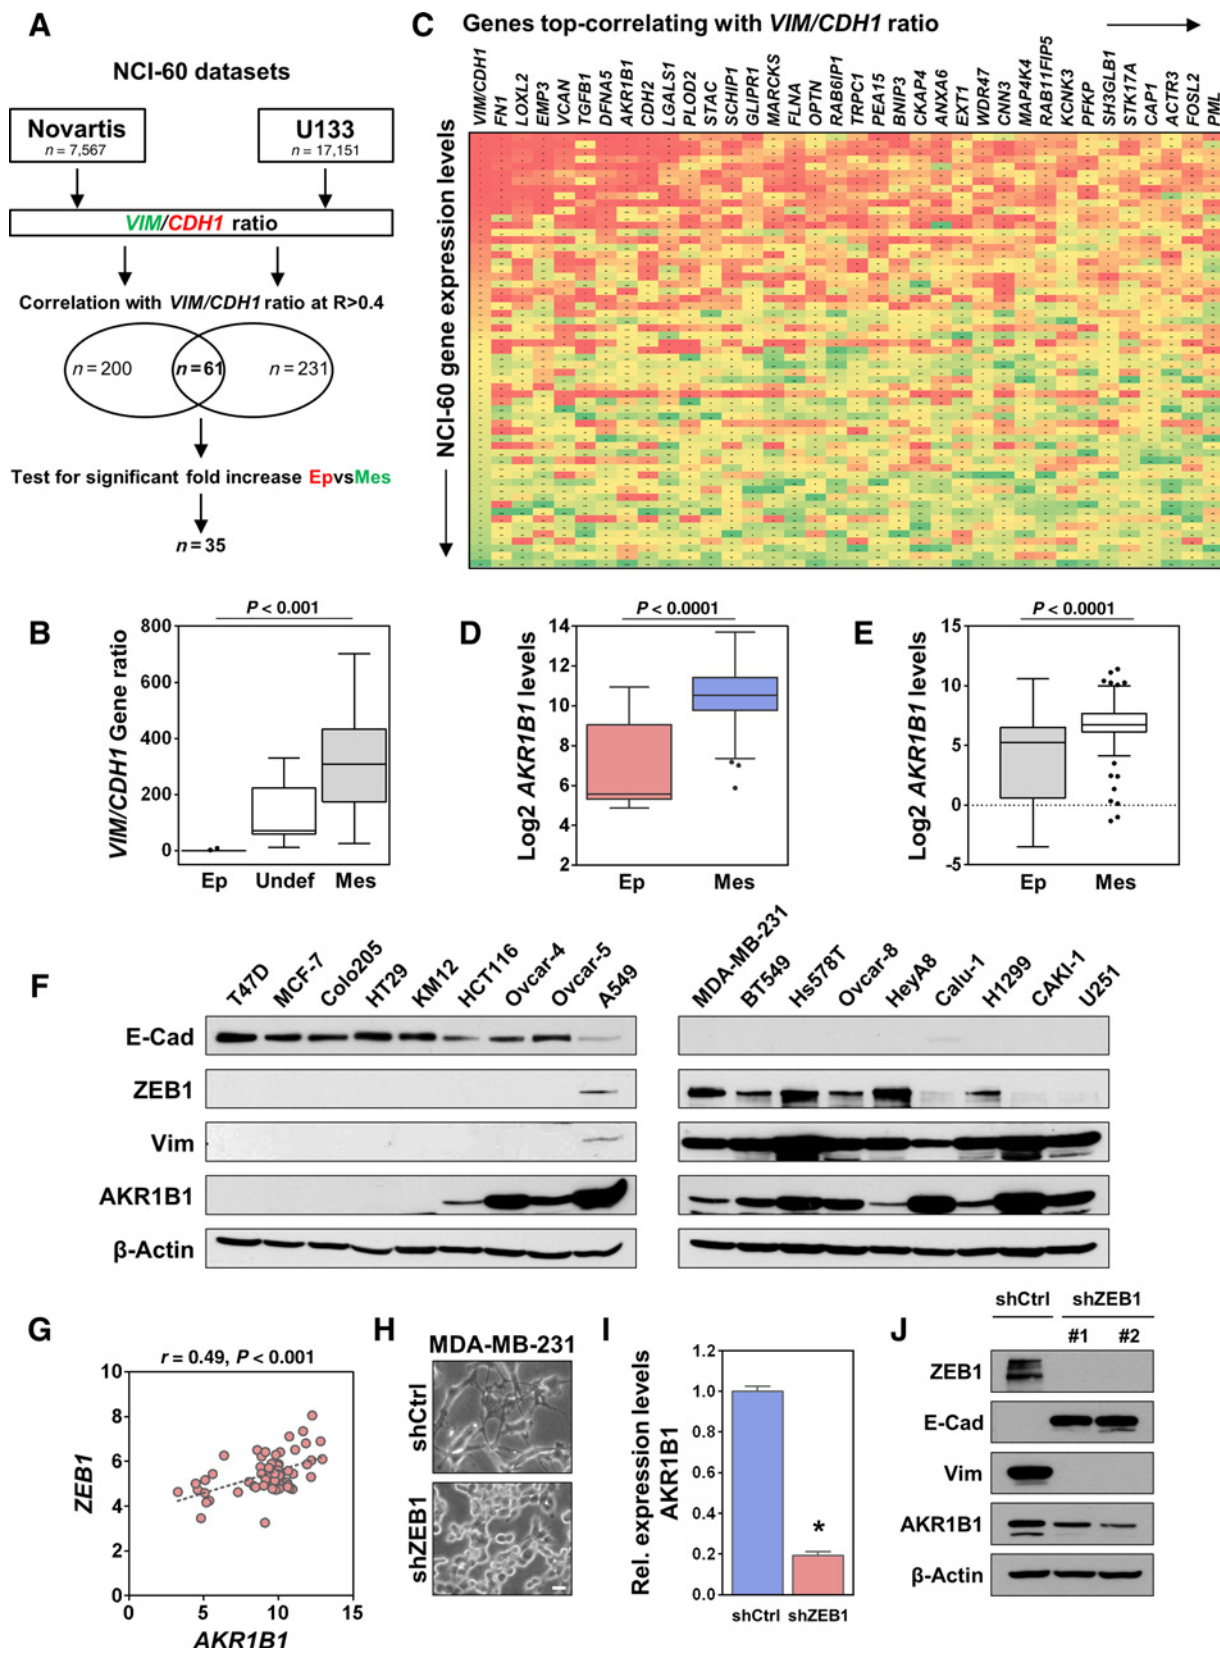 A
NCI-60 datasets
Novartis
n = 7,567
U133
n = 17,151
VIM/CDH1 ratio
Correlation with VIM/CDH1 ratio at R>0.4
n = 200
n = 61
n = 231
Test for significant fold increase EpvsMes
n = 35
C
Genes top-correlating with VIM/CDH1 ratio
VIM/CDH1
FN1
LOXL2
EMP3
VCAN
TGFB1
DFNA5
AKR1B1
CDH2
LGALS1
PLOD2
STAC
SCHIP1
GLIPR1
MARCKS
FLNA
OPTN
RAB6IP1
TRPC1
PEA15
BNIP3
CKAP4
ANXA6
EXT1
WDR47
CNN3
MAP4K4
RAB11FIP5
KCNK3
PFKP
SH3GLB1
STK17A
CAP1
ACTR3
FOSL2
PML
NCI-60 gene expression levels
B
P < 0.001
VIM/CDH1 Gene ratio
800
600
400
200
0
Ep Undef Mes
D
P < 0.0001
Log2 AKR1B1 levels
14
12
10
8
6
4
2
Ep Mes
E
P < 0.0001
Log2 AKR1B1 levels
15
10
5
0
-5
Ep Mes
F
T47D
MCF-7
Colo205
HT29
KM12
HCT116
Ovcar-4
Ovcar-5
A549
MDA-MB-231
BT549
Hs578T
Ovcar-8
HeyA8
Calu-1
H1299
CAKI-1
U251
E-Cad
ZEB1
Vim
AKR1B1
β-Actin
G
r = 0.49, P < 0.001
ZEB1
10
8
6
4
2
0
0 5 10 15
AKR1B1
H
MDA-MB-231
shCtrl
shZEB1
I
Rel. expression levels
AKR1B1
1.2
1.0
0.8
0.6
0.4
0.2
0.0
*
shCtrl shZEB1
J
shCtrl shZEB1
#1 #2
ZEB1
E-Cad
Vim
AKR1B1
β-Actin